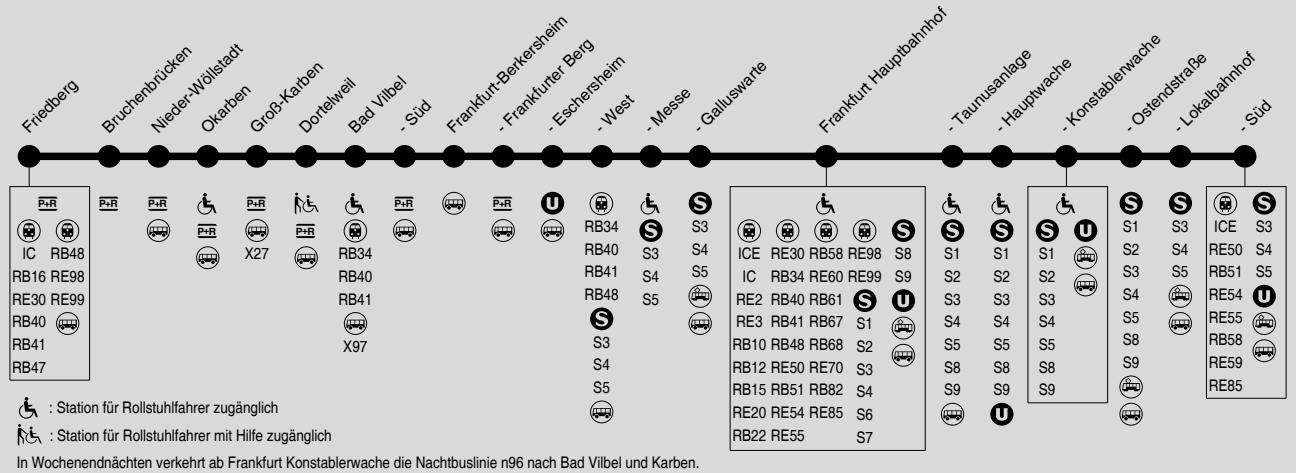 Friedberg
Bruchenbrücken
Nieder-Wöllstadt
Okarben
Groß-Karben
Dortelweil
Bad Vilbel
- Süd
Frankfurt-Berkersheim
- Frankfurter Berg
- Eschersheim
- West
- Messe
- Galluswarte
Frankfurt Hauptbahnhof
- Taunusanlage
- Hauptwache
- Konstablerwache
- Ostendstraße
- Lokalbahnhof
- Süd
P+R
IC RB48
RB16 RE98
RE30 RE99
RB40
RB41
RB47
P+R
P+R
P+R
P+R
X27
P+R
RB34
RB40
RB41
X97
P+R
P+R
U
RB34
RB40
RB41
RB48
S
S3
S4
S5
S
S3
S4
S5
S
S3
S4
S5
S
ICE RE30 RB58 RE98 S8
IC RB34 RE60 RE99 S9
RE2 RB40 RB61 S U
RE3 RB41 RB67 S1
RB10 RB48 RB68 S2
RB12 RE50 RE70 S3
RB15 RB51 RB82 S4
RE20 RE54 RE85 S6
RB22 RE55 S7
S
S1
S2
S3
S4
S5
S8
S9
S
S1
S2
S3
S4
S5
S8
S9
U
S U
S1
S2
S3
S4
S5
S8
S9
S
S1
S2
S3
S4
S5
S8
S9
S
S3
S4
S5
S
ICE S3
RE50 S4
RB51 S5
RE54 U
RE55
RB58
RE59
RE85
: Station für Rollstuhlfahrer zugänglich
: Station für Rollstuhlfahrer mit Hilfe zugänglich
In Wochenendnächten verkehrt ab Frankfurt Konstablerwache die Nachtbuslinie n96 nach Bad Vilbel und Karben.